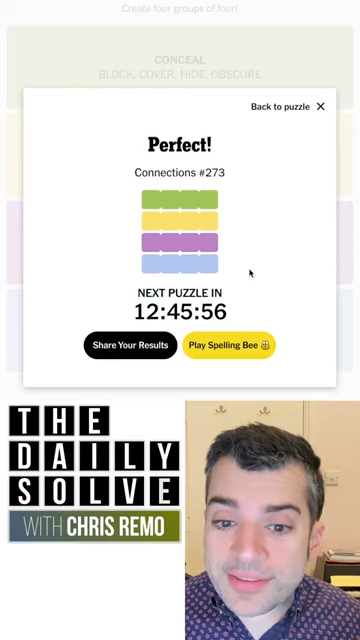 Create four groups of four!
CONCEAL
BLOCK, COVER, HIDE, OBSCURE
Back to puzzle
Perfect!
Connections #273
NEXT PUZZLE IN
12:45:56
Share Your Results
Play Spelling Bee
THE
DAILY
SOLVE
WITH CHRIS REMO